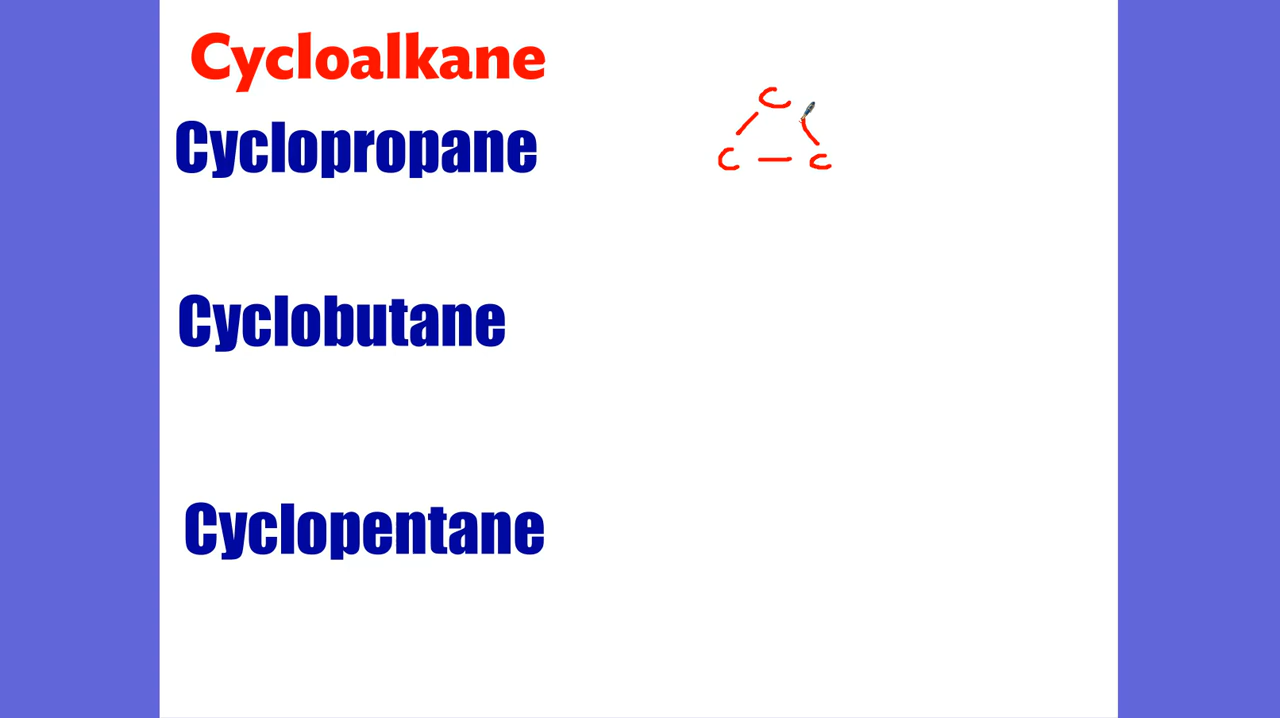 Cycloalkane
Cyclopropane
C
C — C
Cyclobutane
Cyclopentane